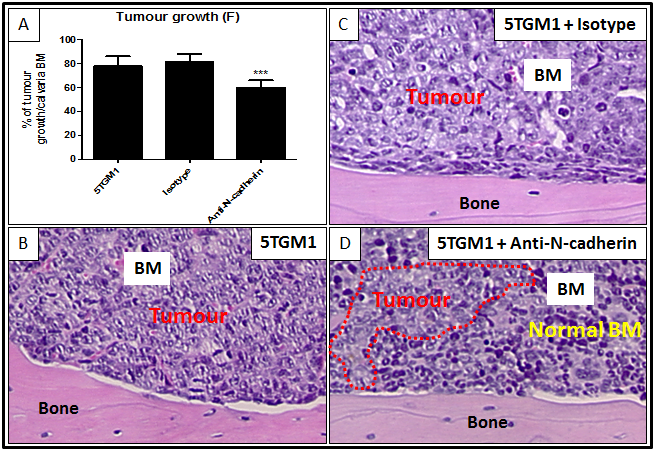 A
Tumour growth (F)
% of tumour
growth/calvaria BM
100
80
60
40
20
0
***
5TGM1
Isotype
Anti-N-cadherin
C
5TGM1 + Isotype
BM
Tumour
Bone
B
5TGM1
BM
Tumour
Bone
D
5TGM1 + Anti-N-cadherin
BM
Tumour
Normal BM
Bone